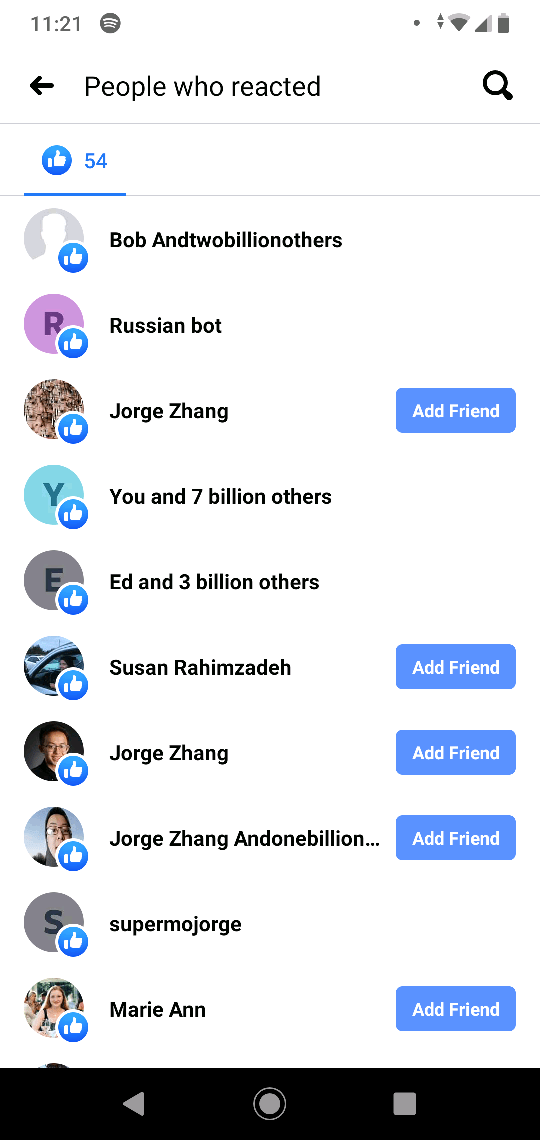 11:21
People who reacted
54
Bob Andtwobillionothers
R
Russian bot
Jorge Zhang
Add Friend
Y
You and 7 billion others
E
Ed and 3 billion others
Susan Rahimzadeh
Add Friend
Jorge Zhang
Add Friend
Jorge Zhang Andonebillion...
Add Friend
S
supermojorge
Marie Ann
Add Friend